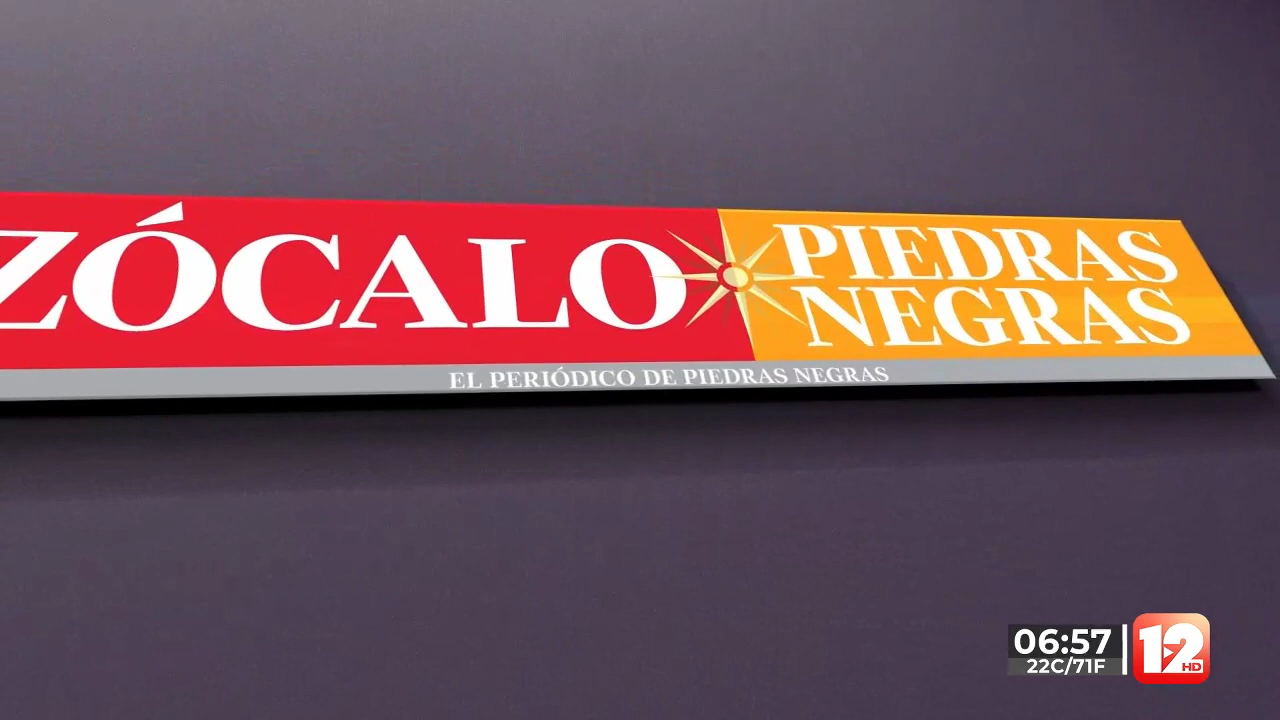 ZÓCALO
PIEDRAS
NEGRAS
EL PERIÓDICO DE PIEDRAS NEGRAS
06:57
22C/71F
12
HD